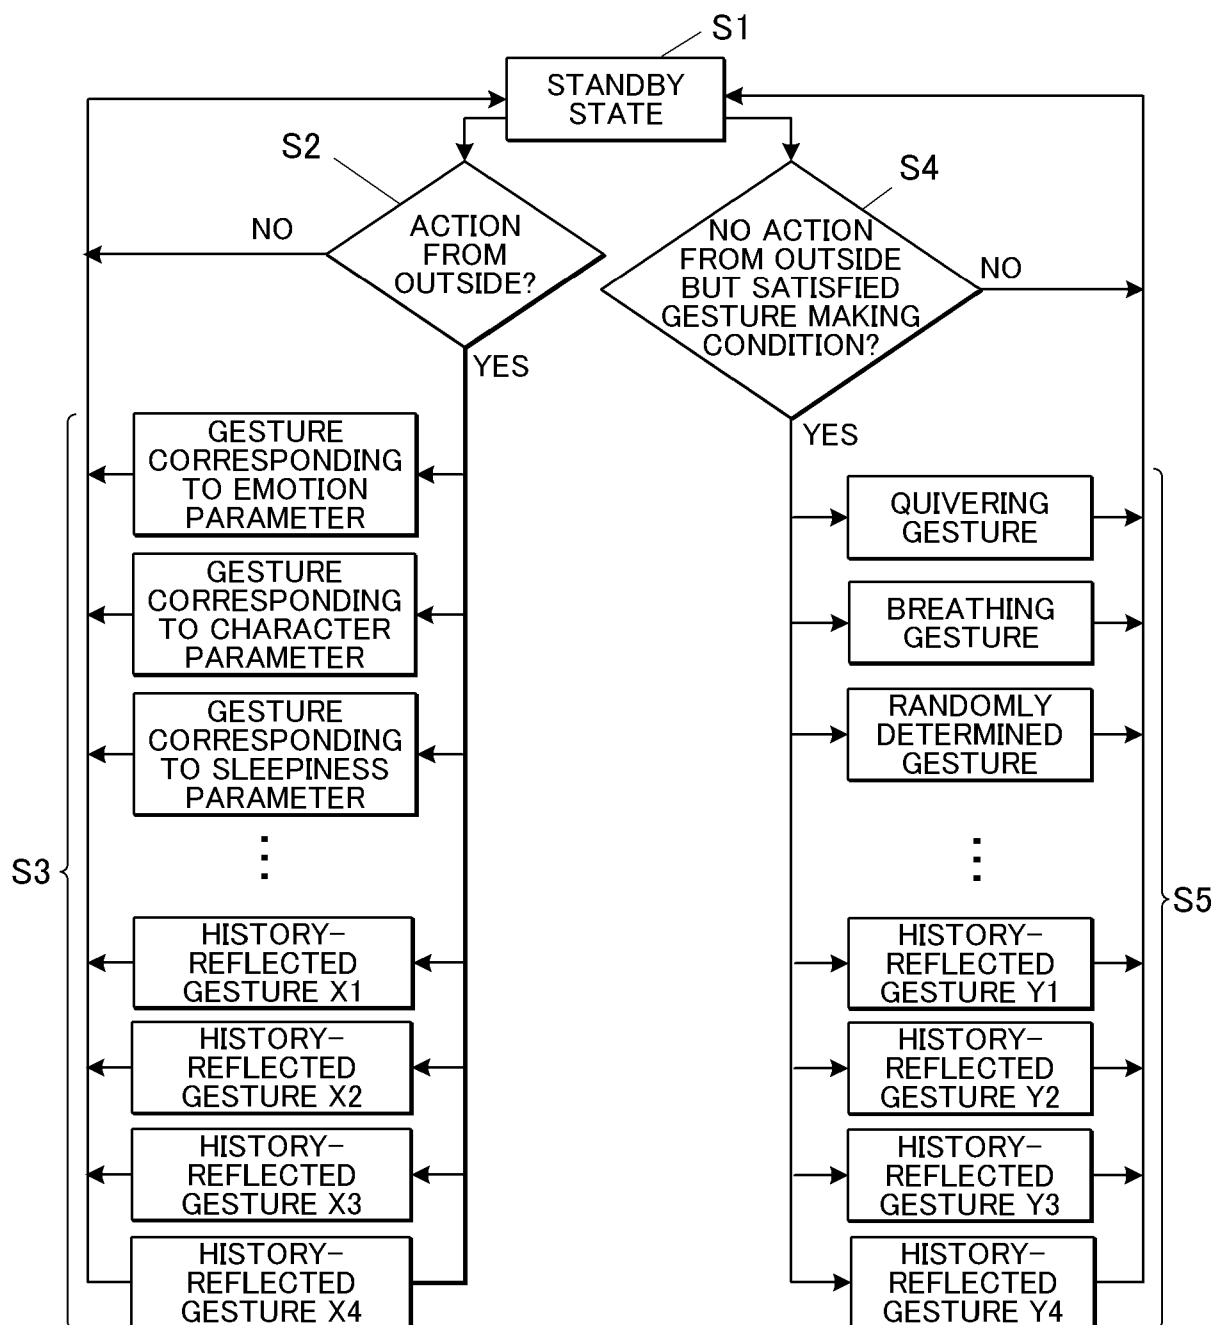 S1
STANDBY
STATE
S2
ACTION
FROM
OUTSIDE?
NO
YES
S4
NO ACTION
FROM OUTSIDE
BUT SATISFIED
GESTURE MAKING
CONDITION?
NO
YES
S3
GESTURE
CORRESPONDING
TO EMOTION
PARAMETER
GESTURE
CORRESPONDING
TO CHARACTER
PARAMETER
GESTURE
CORRESPONDING
TO SLEEPINESS
PARAMETER
HISTORY-
REFLECTED
GESTURE X1
HISTORY-
REFLECTED
GESTURE X2
HISTORY-
REFLECTED
GESTURE X3
HISTORY-
REFLECTED
GESTURE X4
QUIVERING
GESTURE
BREATHING
GESTURE
RANDOMLY
DETERMINED
GESTURE
HISTORY-
REFLECTED
GESTURE Y1
HISTORY-
REFLECTED
GESTURE Y2
HISTORY-
REFLECTED
GESTURE Y3
HISTORY-
REFLECTED
GESTURE Y4
S5